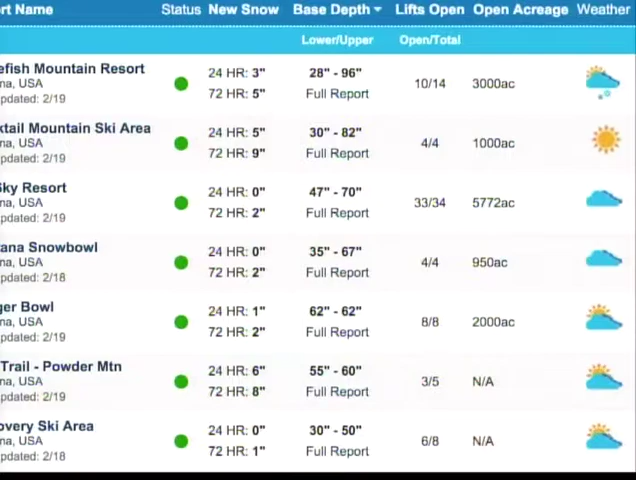 rt Name Status New Snow Base Depth Lifts Open Open Acreage Weather
Lower/Upper Open/Total
efish Mountain Resort
na, USA
pdated: 2/19
24 HR: 3"
72 HR: 5"
28" - 96"
Full Report
10/14
3000ac
ktail Mountain Ski Area
na, USA
pdated: 2/19
24 HR: 5"
72 HR: 9"
30" - 82"
Full Report
4/4
1000ac
Sky Resort
na, USA
pdated: 2/19
24 HR: 0"
72 HR: 2"
47" - 70"
Full Report
33/34
5772ac
ana Snowbowl
na, USA
pdated: 2/18
24 HR: 0"
72 HR: 2"
35" - 67"
Full Report
4/4
950ac
ger Bowl
na, USA
pdated: 2/19
24 HR: 1"
72 HR: 2"
62" - 62"
Full Report
8/8
2000ac
Trail - Powder Mtn
na, USA
pdated: 2/19
24 HR: 6"
72 HR: 8"
55" - 60"
Full Report
3/5
N/A
overy Ski Area
na, USA
pdated: 2/18
24 HR: 0"
72 HR: 1"
30" - 50"
Full Report
6/8
N/A